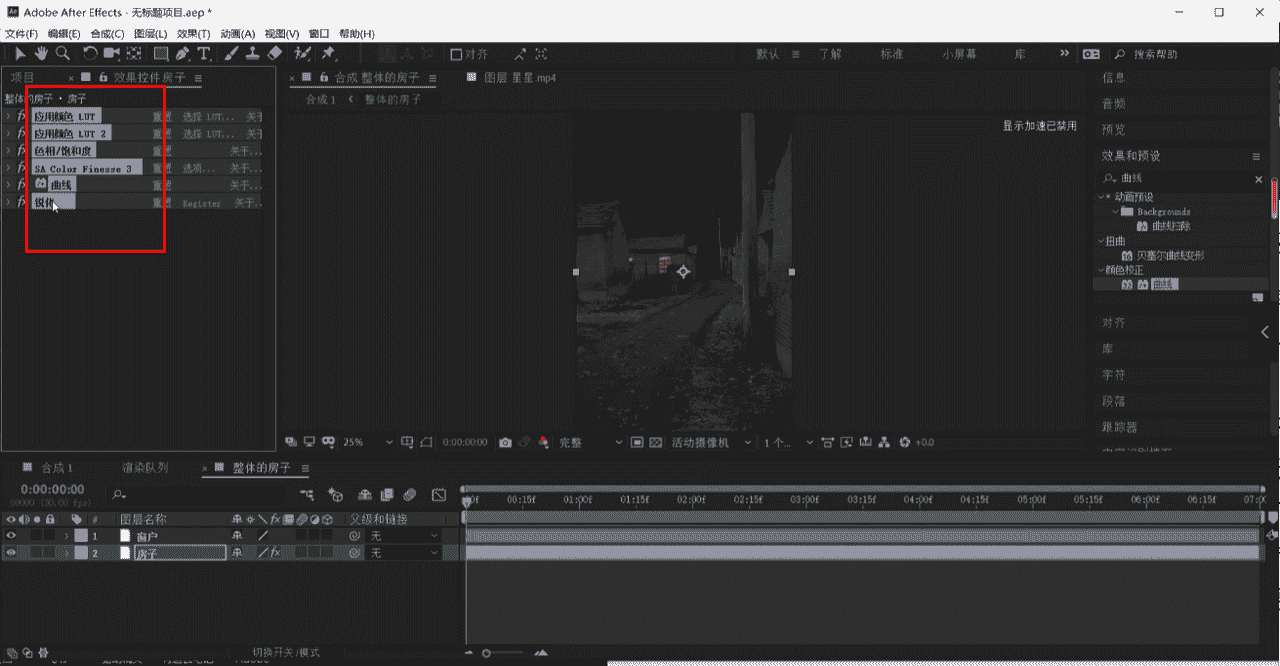 Adobe After Effects - 无标题项目.aep *
文件(F) 编辑(E) 合成(C) 图层(L) 效果(T) 动画(A) 视图(V) 窗口 帮助(H)
对齐 默认 了解 标准 小屏幕 库 搜索帮助
项目 效果控件 房子 合成 整体的房子 图层 星星.mp4 信息
整体的房子 • 房子 合成 1 整体的房子
音频
应用颜色 LUT 重置 选择 LUT... 关于
显示加速已禁用
预览
应用颜色 LUT 2 重置 选择 LUT... 关于
色相/饱和度 重置 关于...
效果和预设
SA Color Finesse 3 重置 选项... 关于...
曲线
曲线 重置 关于...
动画预设
锐化 重置 Register 关于..
Backgrounds
曲线扫除
扭曲
贝塞尔曲线变形
颜色校正
曲线
对齐
库
字符
段落
跟踪器
25% 0:00:00:00 完整 活动摄像机 1 个... +0.0
合成 1 渲染队列 整体的房子
0:00:00:00
00000 (30.00 fps)
00:15f 01:00f 01:15f 02:00f 02:15f 03:00f 03:15f 04:00f 04:15f 05:00f 05:15f 06:00f 06:15f 07:0
# 图层名称 父级和链接
1 窗户 无
2 房子 无
切换开关/模式